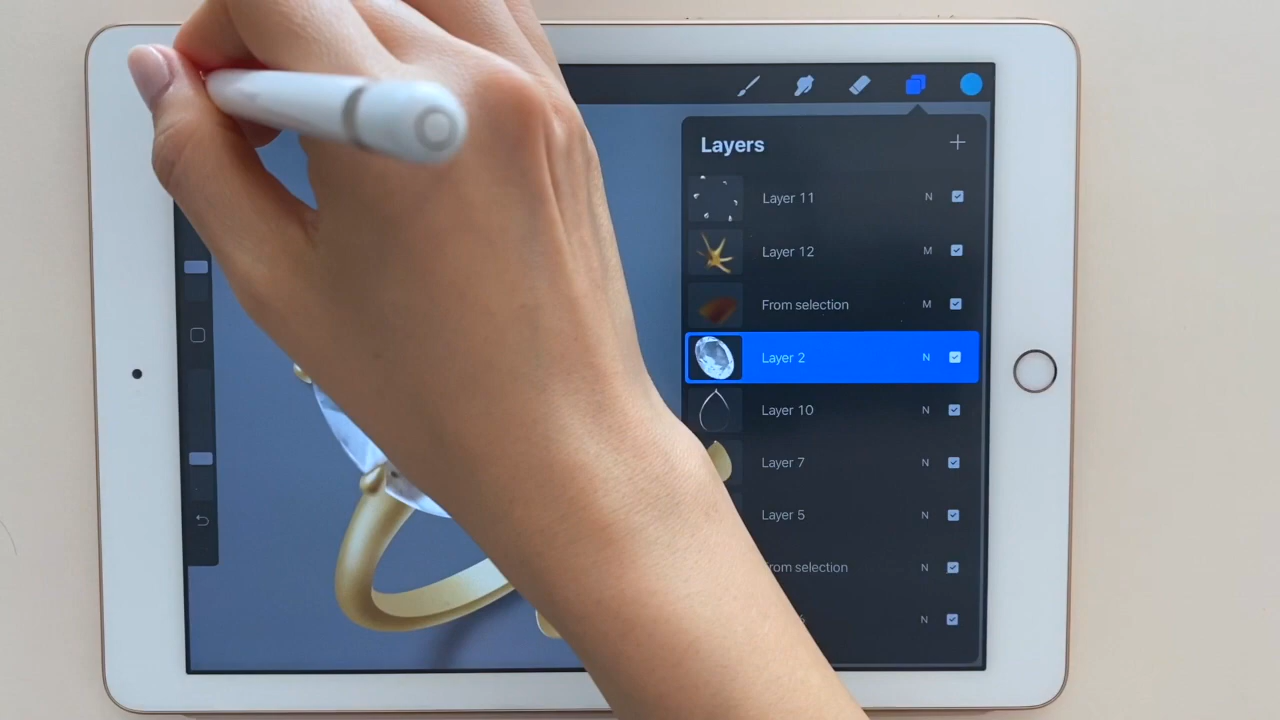 Layers
Layer 11 N
Layer 12 M
From selection M
Layer 2 N
Layer 10 N
Layer 7 N
Layer 5 N
rom selection N
N